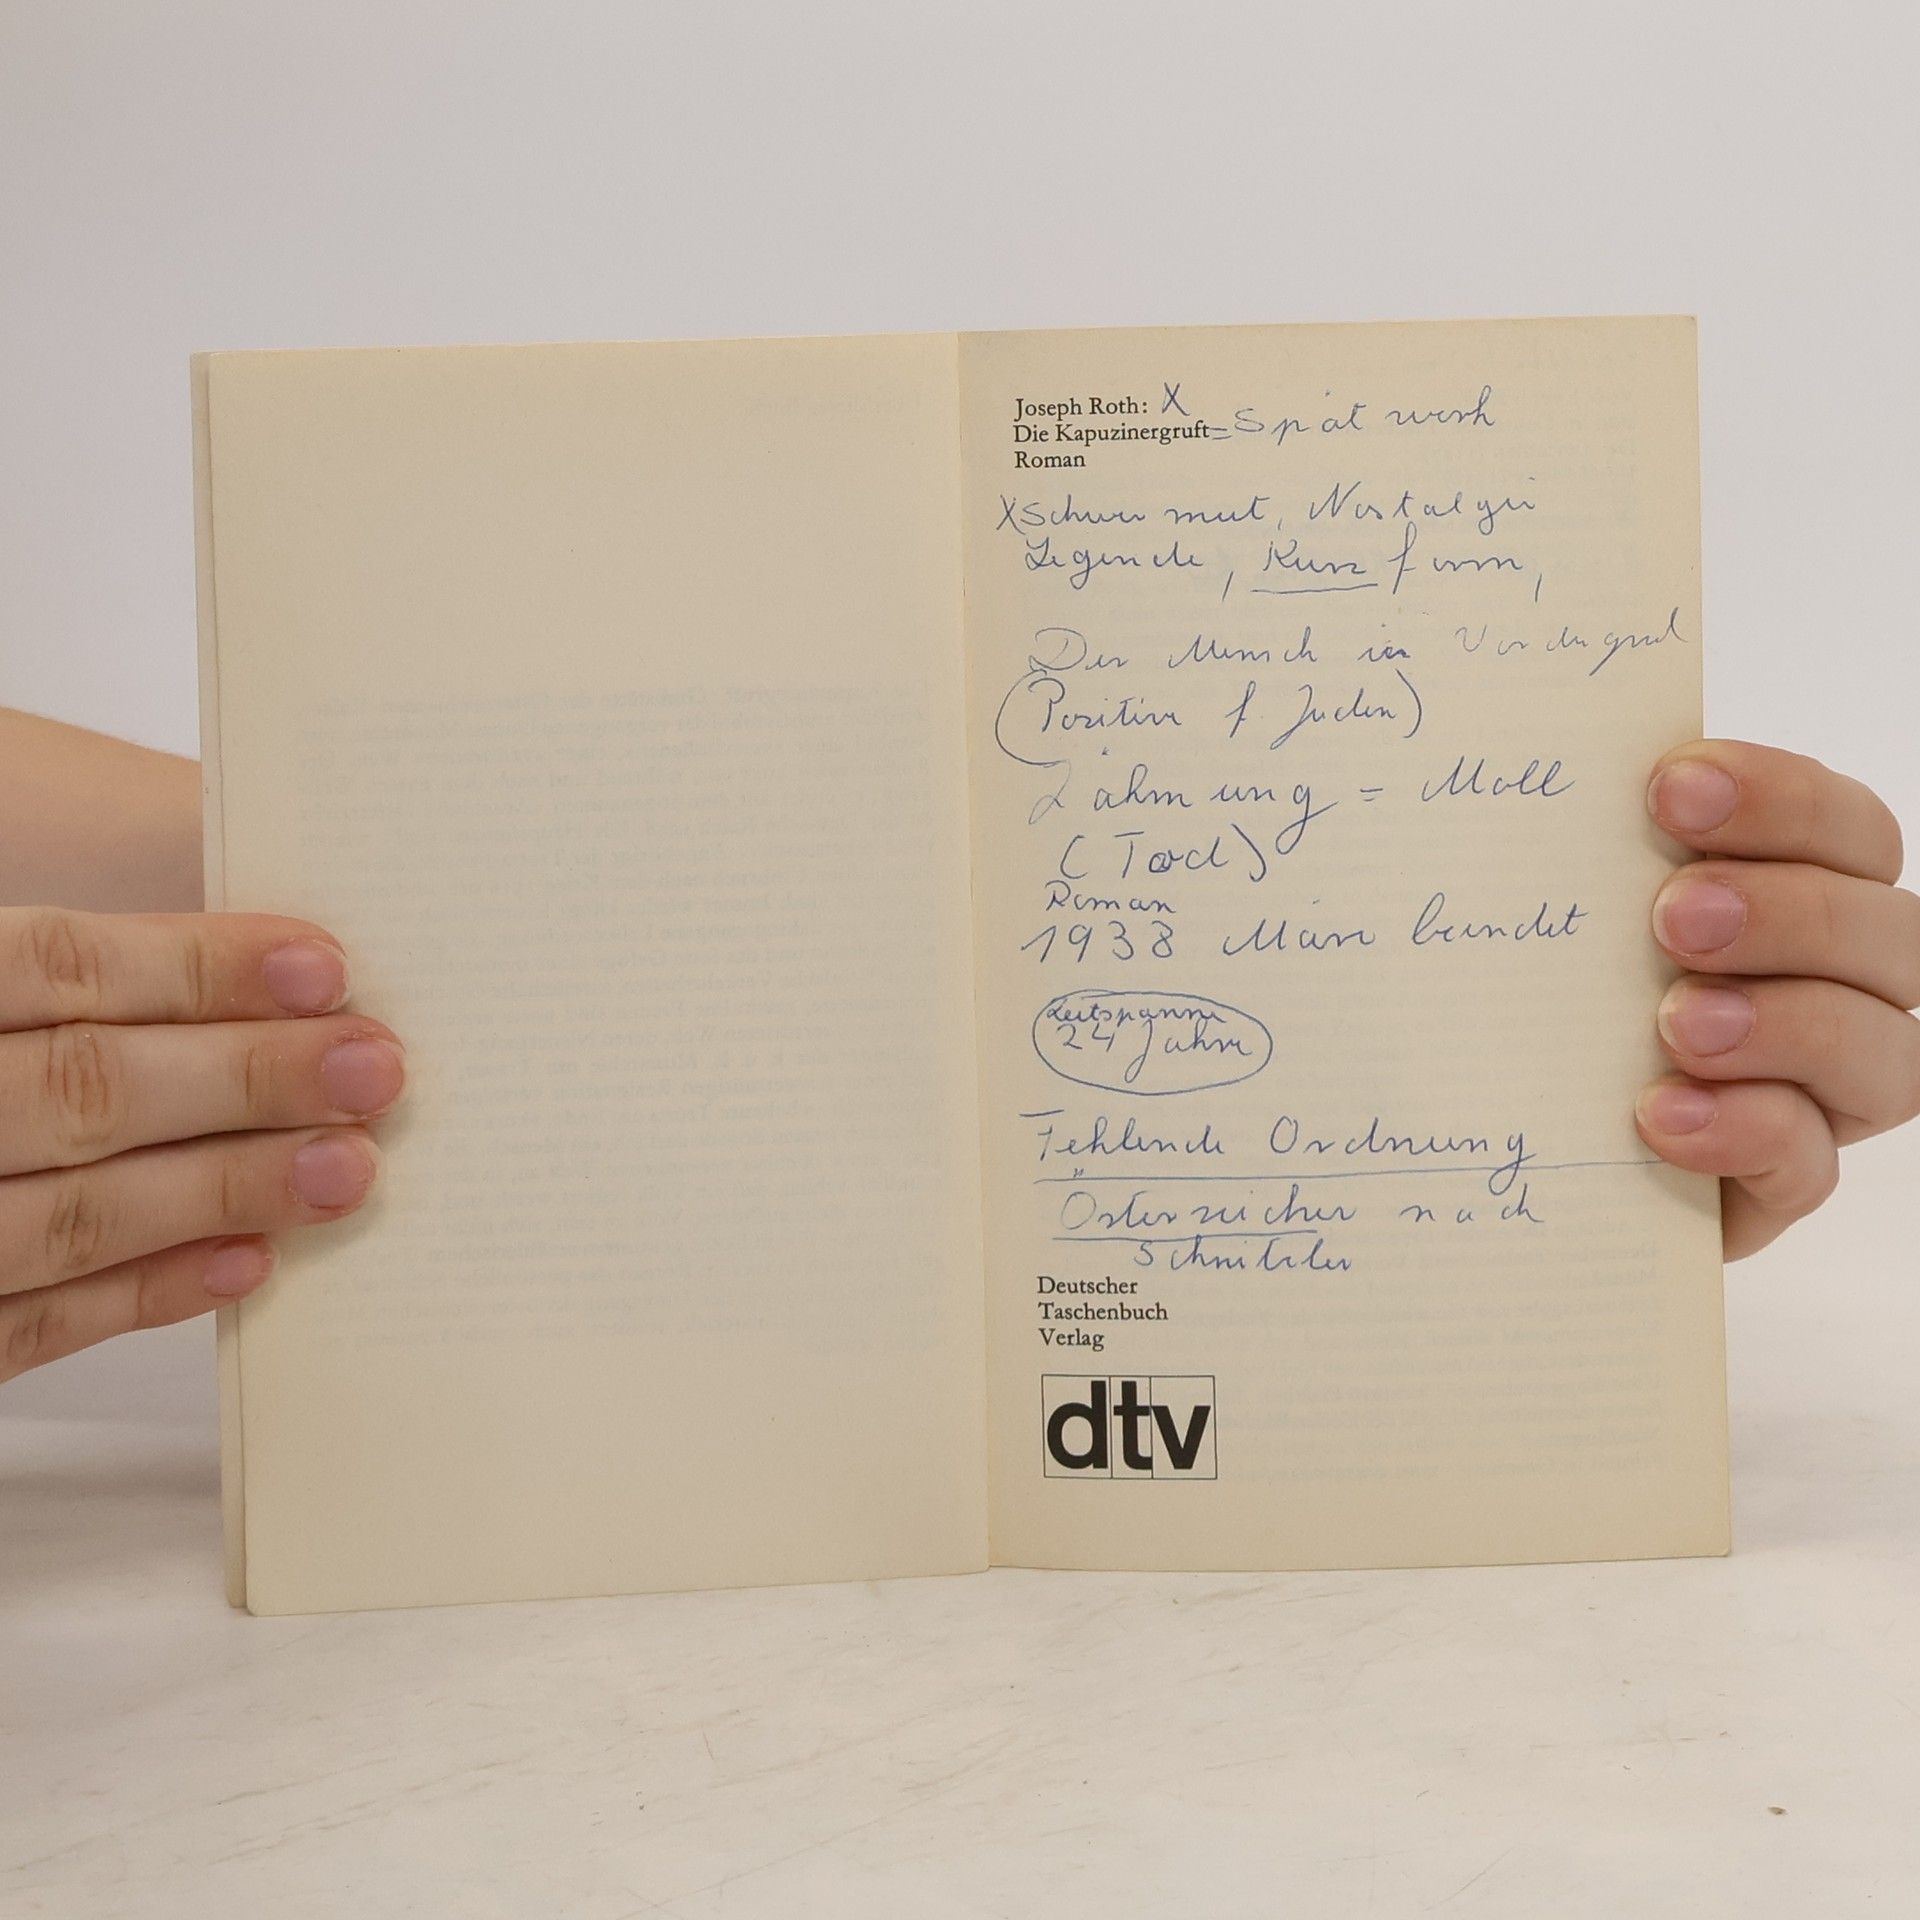 Joseph Roth: X
Die Kapuzinergruft = Spätwerk
Roman
X Schwermut, Nostalgie
Legende, Kurzform,
Der Mensch im Vordergrund
(Positive f. Juden)
Lähmung = Moll
(Tod)
Roman
1938 März beendet
Zeitspanne
24 Jahre
Fehlende Ordnung
Österreicher nach
Schnitzler
Deutscher
Taschenbuch
Verlag
dtv